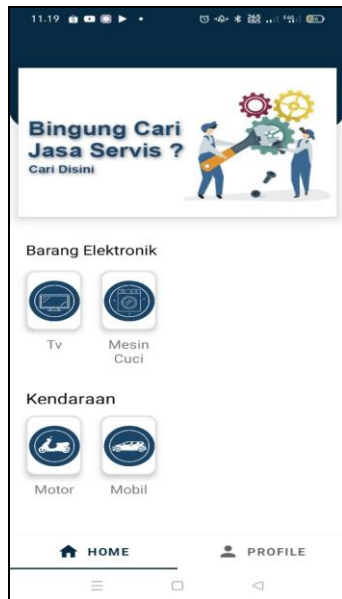 11.19
Bingung Cari
Jasa Servis ?
Cari Disini
Barang Elektronik
Tv
Mesin
Cuci
Kendaraan
Motor
Mobil
HOME
PROFILE